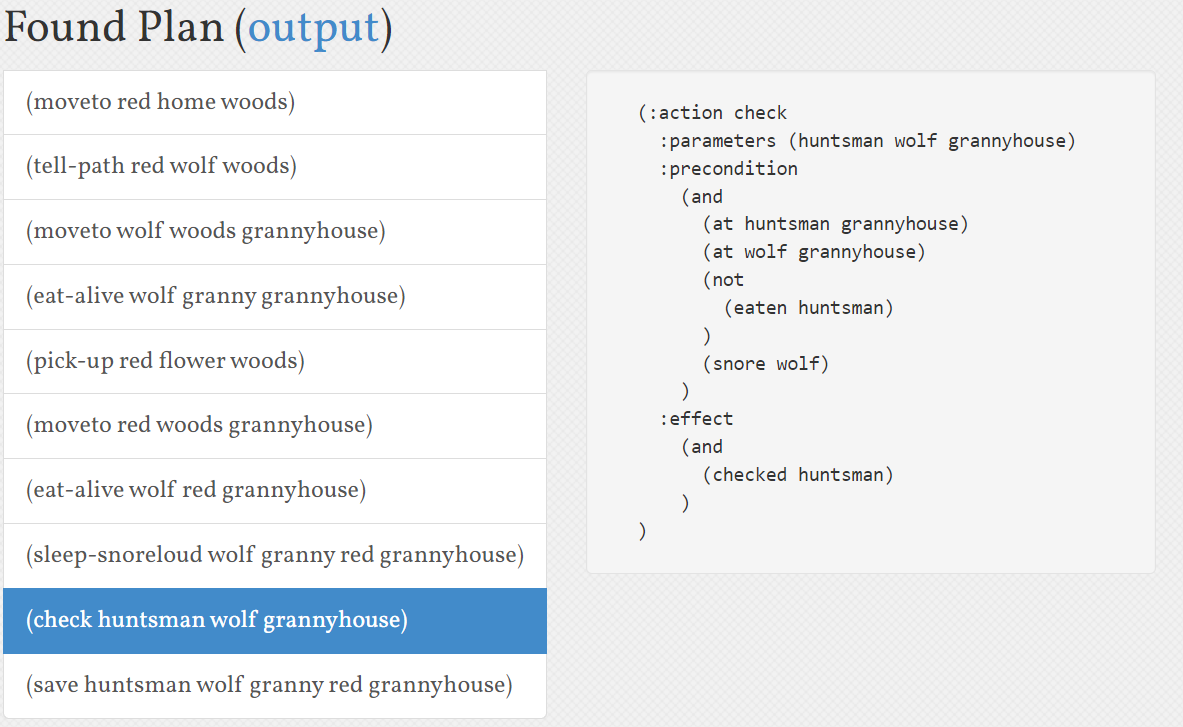 Found Plan (output)
(moveto red home woods)
(tell-path red wolf woods)
(moveto wolf woods grannyhouse)
(eat-alive wolf granny grannyhouse)
(pick-up red flower woods)
(moveto red woods grannyhouse)
(eat-alive wolf red grannyhouse)
(sleep-snoreloud wolf granny red grannyhouse)
(check huntsman wolf grannyhouse)
(save huntsman wolf granny red grannyhouse)
(:action check
  :parameters (huntsman wolf grannyhouse)
  :precondition
    (and
      (at huntsman grannyhouse)
      (at wolf grannyhouse)
      (not
        (eaten huntsman)
      )
      (snore wolf)
    )
  :effect
    (and
      (checked huntsman)
    )
)